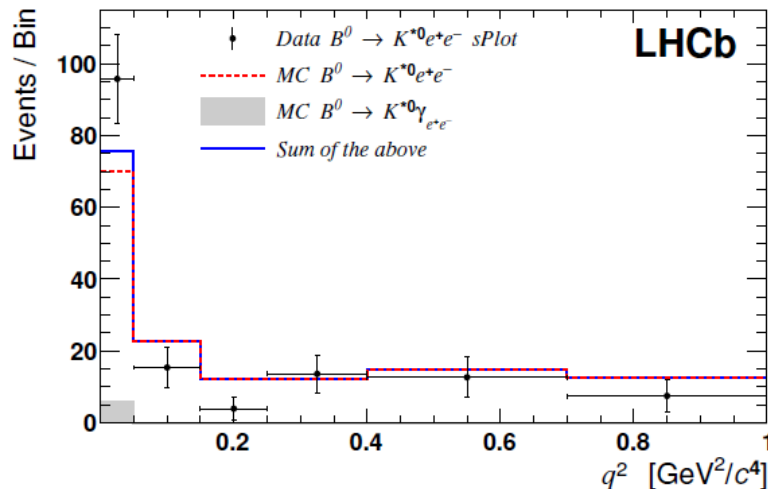 Events / Bin
100
80
60
40
20
0
Data B⁰ → K*⁰e⁺e⁻ sPlot
MC B⁰ → K*⁰e⁺e⁻
MC B⁰ → K*⁰γ e⁺e⁻
Sum of the above
LHCb
0.2
0.4
0.6
0.8
1
q² [GeV²/c⁴]